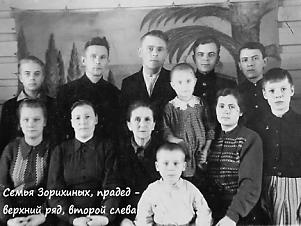 Семья Зорихиных, прадед -
верхний ряд, второй слева